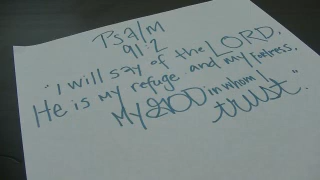 Psalm
91:2
"I will say of the LORD,
He is my refuge and my fortress,
My GOD in whom I
trust".